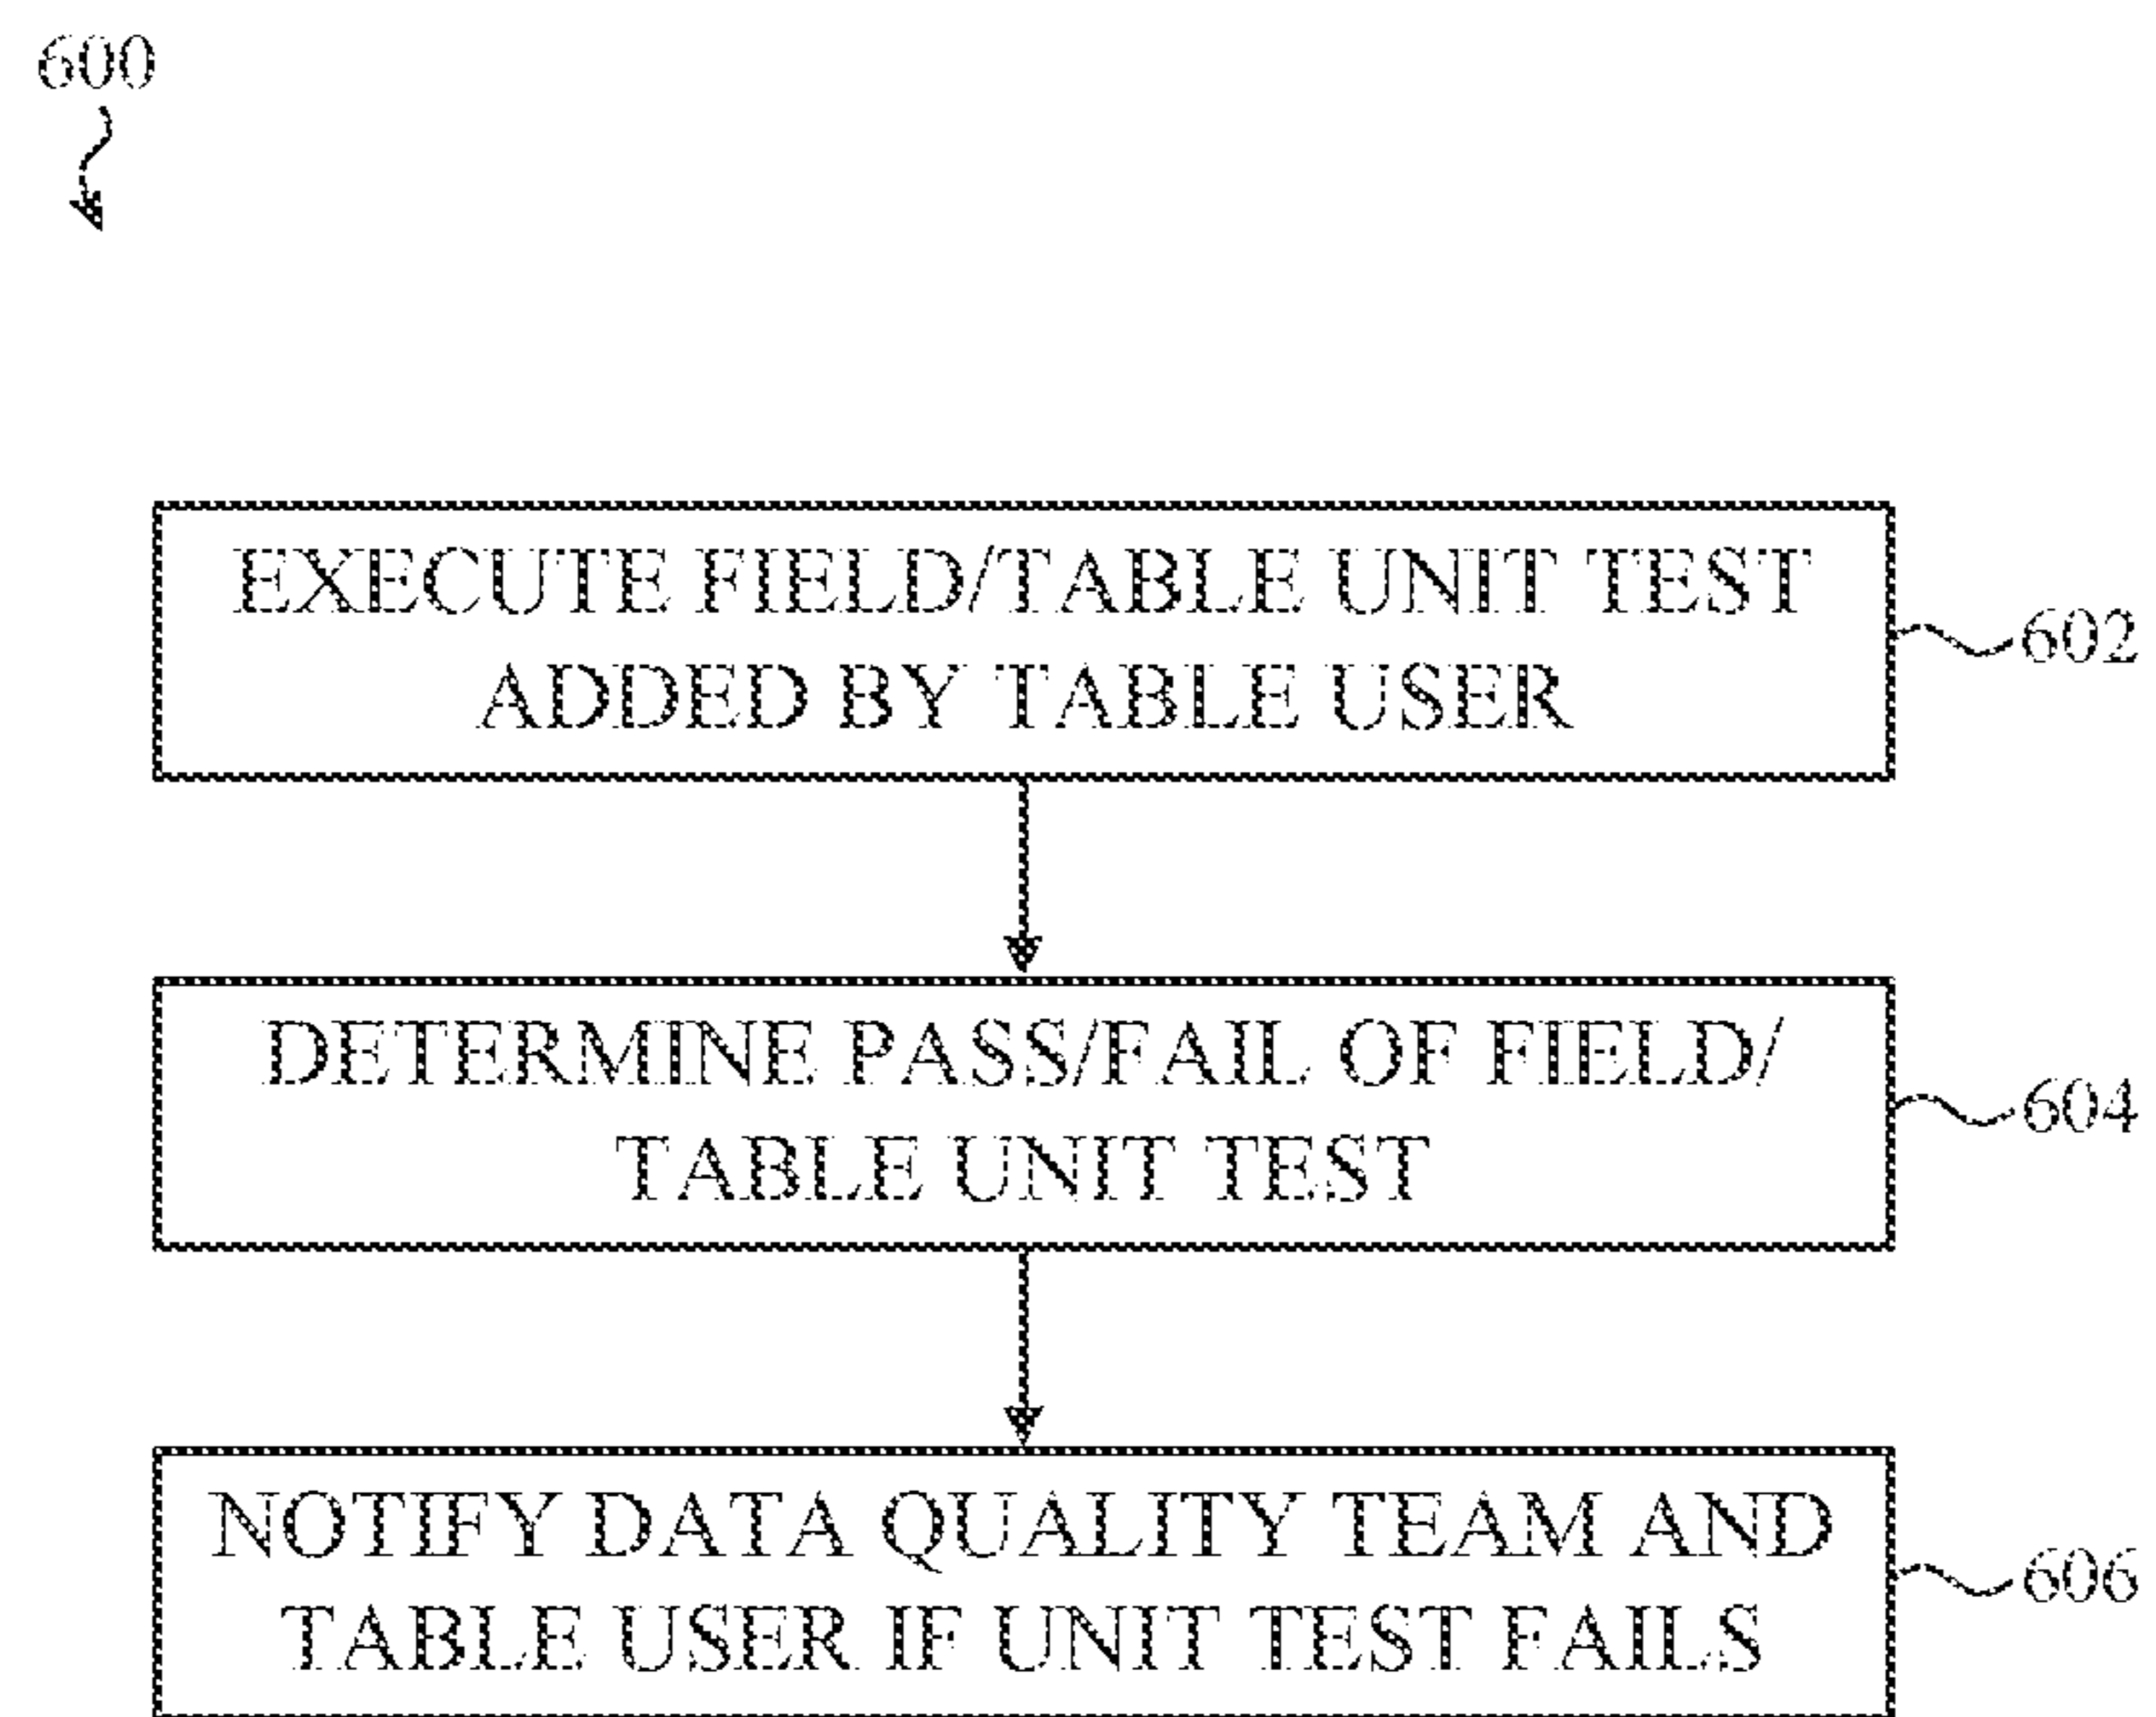 600
EXECUTE FIELD/TABLE UNIT TEST
ADDED BY TABLE USER
602
DETERMINE PASS/FAIL OF FIELD/
TABLE UNIT TEST
604
NOTIFY DATA QUALITY TEAM AND
TABLE USER IF UNIT TEST FAILS
606